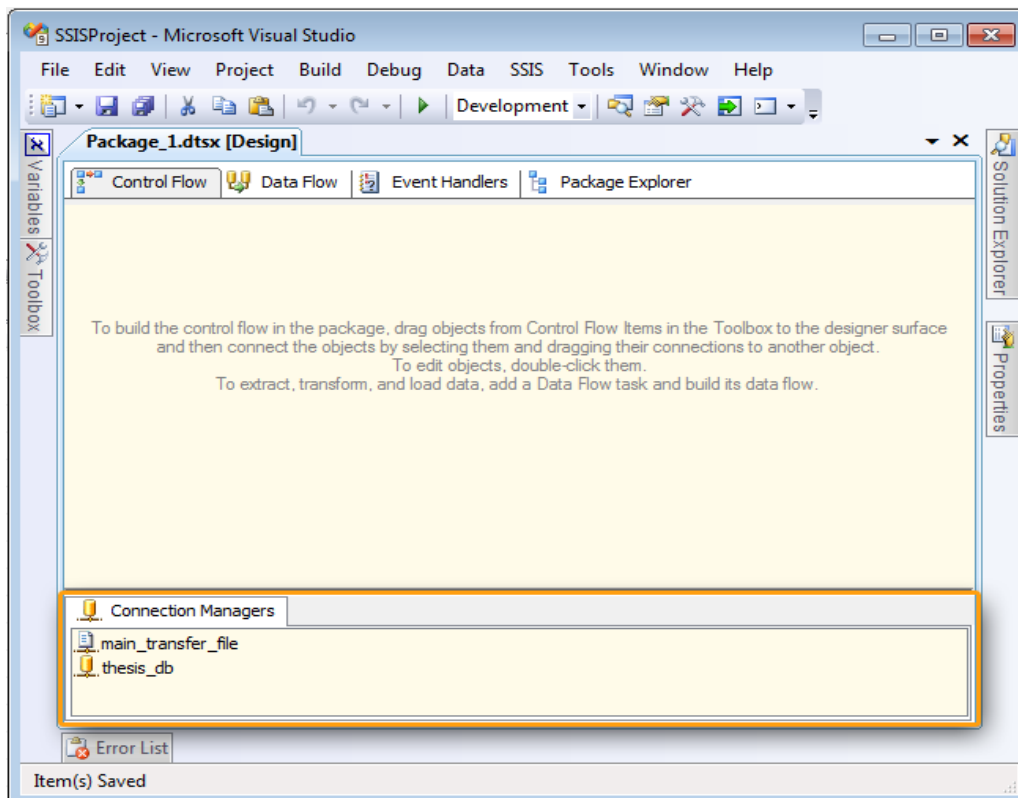 SSISProject - Microsoft Visual Studio
File Edit View Project Build Debug Data SSIS Tools Window Help
Development
Package_1.dtsx [Design]
Control Flow Data Flow Event Handlers Package Explorer
Variables
Toolbox
To build the control flow in the package, drag objects from Control Flow Items in the Toolbox to the designer surface
and then connect the objects by selecting them and dragging their connections to another object.
To edit objects, double-click them.
To extract, transform, and load data, add a Data Flow task and build its data flow.
Solution Explorer
Properties
Connection Managers
main_transfer_file
thesis_db
Error List
Item(s) Saved